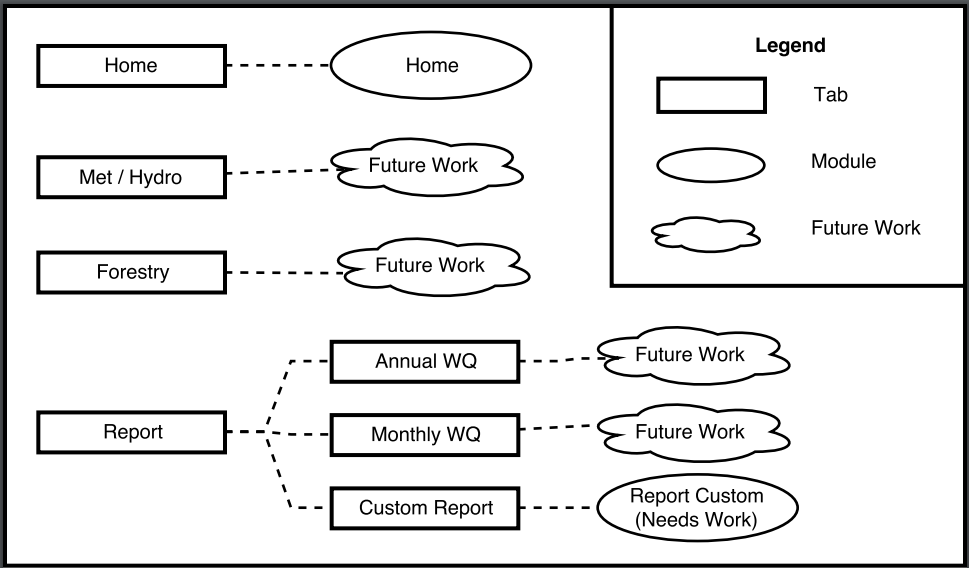 Home
Home
Met / Hydro
Future Work
Forestry
Future Work
Report
Annual WQ
Future Work
Monthly WQ
Future Work
Custom Report
Report Custom
(Needs Work)
Legend
Tab
Module
Future Work